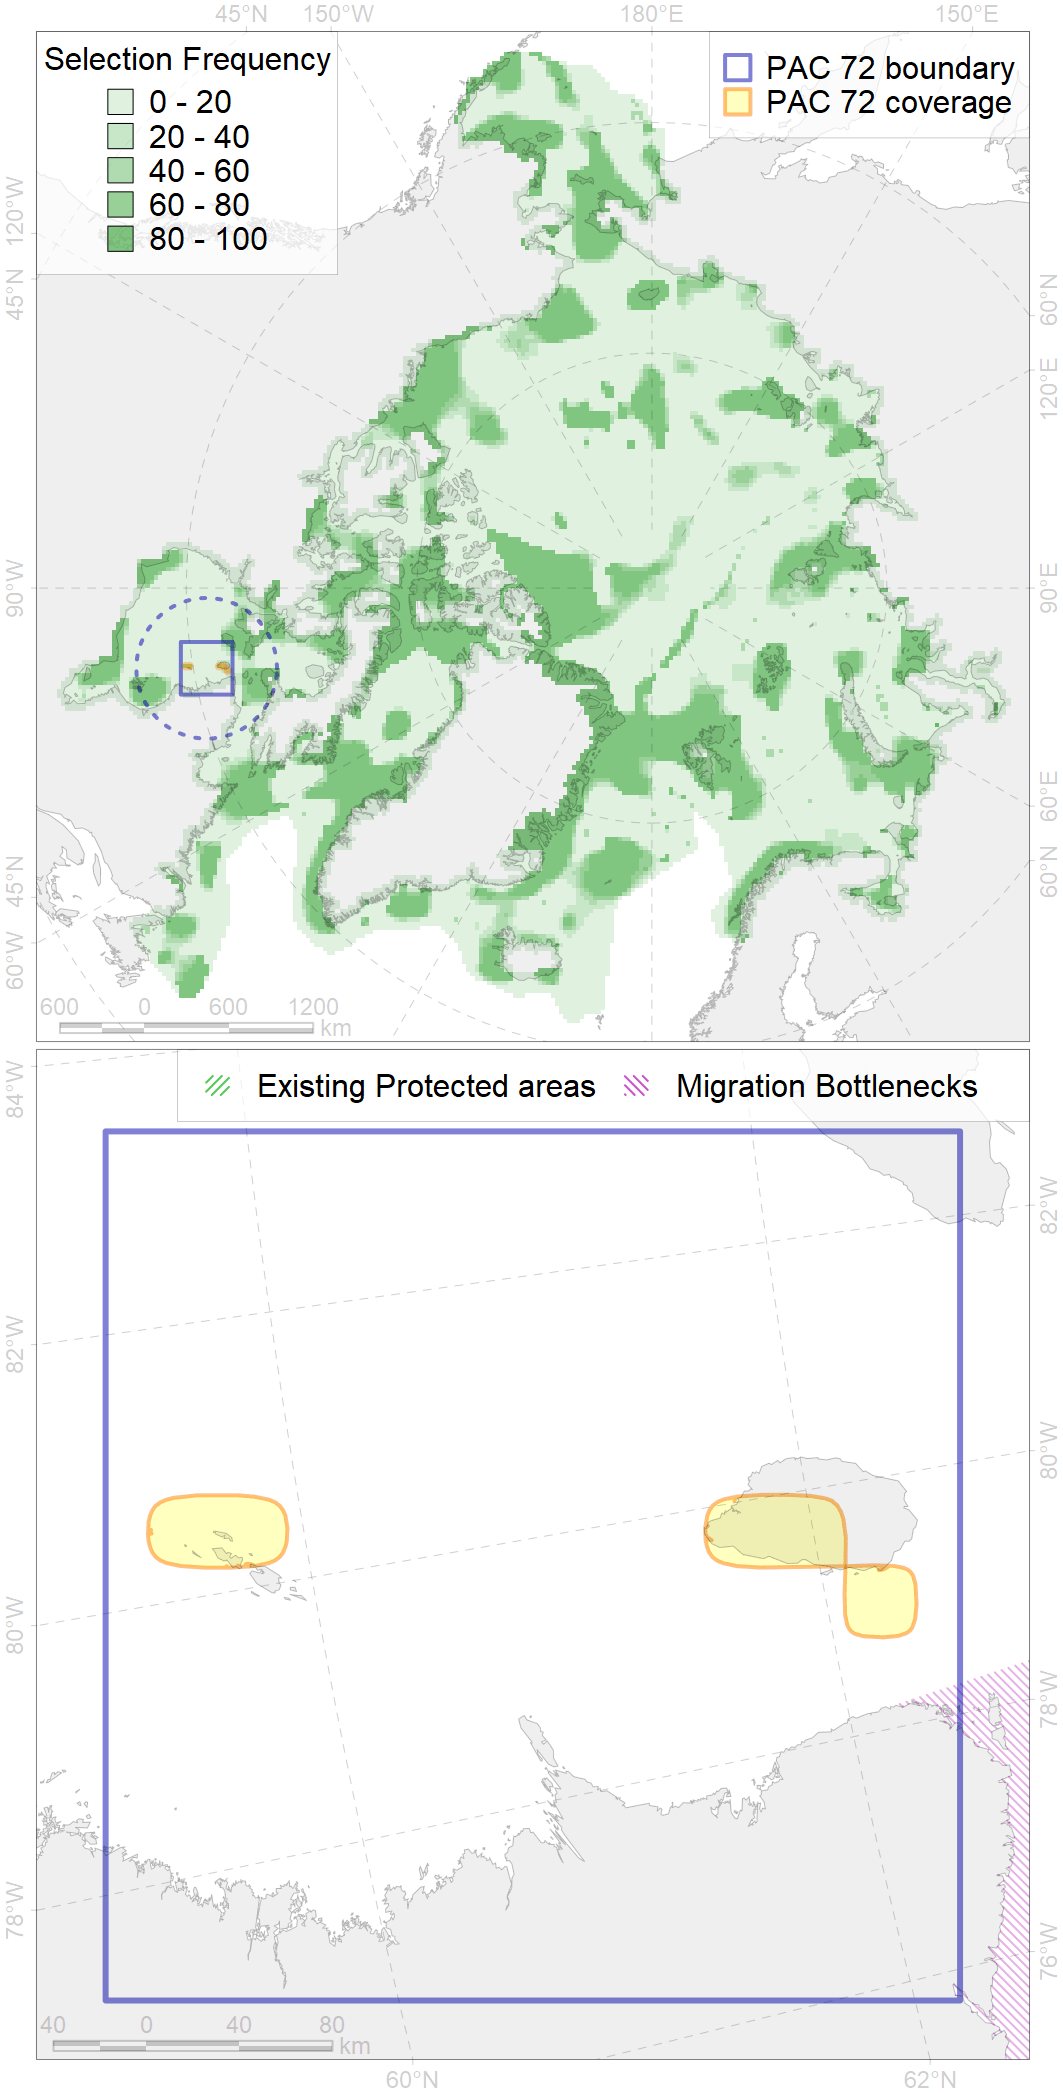 45°N 150°W 180°E 150°E
Selection Frequency
0 - 20
20 - 40
40 - 60
60 - 80
80 - 100
PAC 72 boundary
PAC 72 coverage
120°W
45°N
90°W
45°N
60°W
60°N
120°E
90°E
60°E
60°N
600 0 600 1200
km
Existing Protected areas Migration Bottlenecks
84°W
82°W
80°W
78°W
82°W
80°W
78°W
76°W
40 0 40 80
km
60°N 62°N